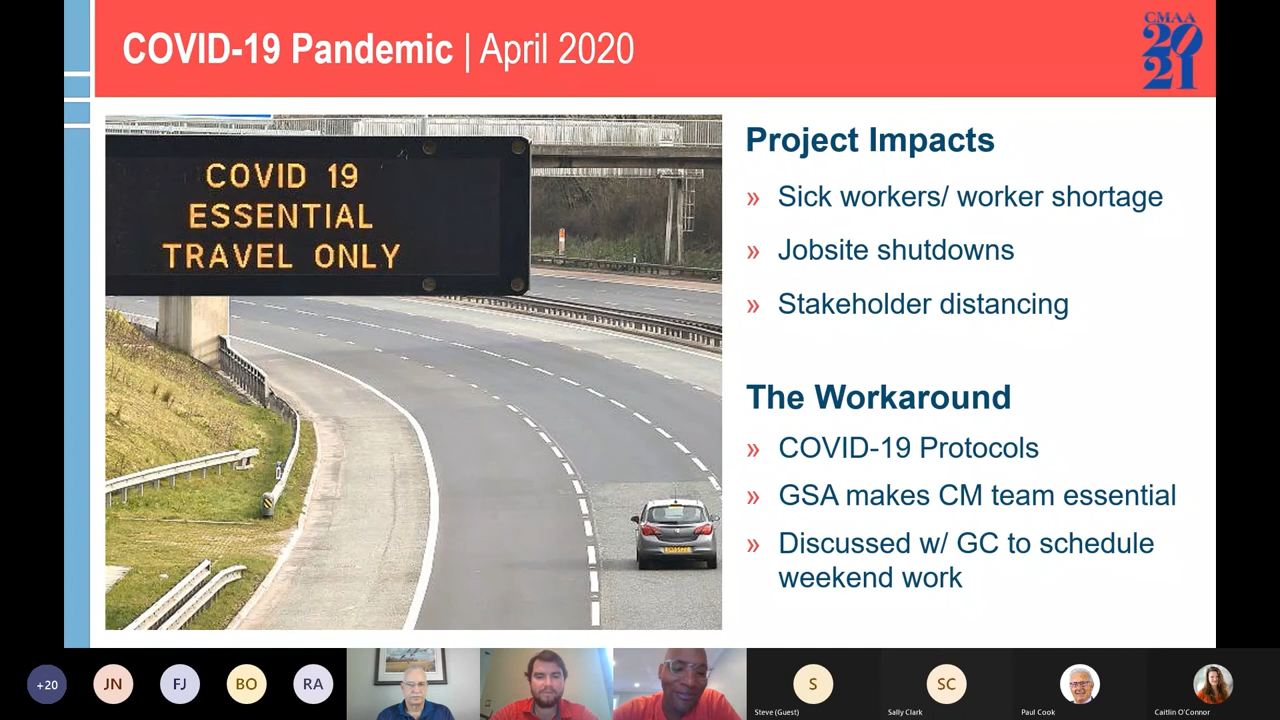 COVID-19 Pandemic | April 2020
CMAA
20
21
COVID 19
ESSENTIAL
TRAVEL ONLY
Project Impacts
» Sick workers/ worker shortage
» Jobsite shutdowns
» Stakeholder distancing
The Workaround
» COVID-19 Protocols
» GSA makes CM team essential
» Discussed w/ GC to schedule
weekend work
+20
JN
FJ
BO
RA
S
SC
Steve (Guest)
Sally Clark
Paul Cook
Caitlin O'Connor